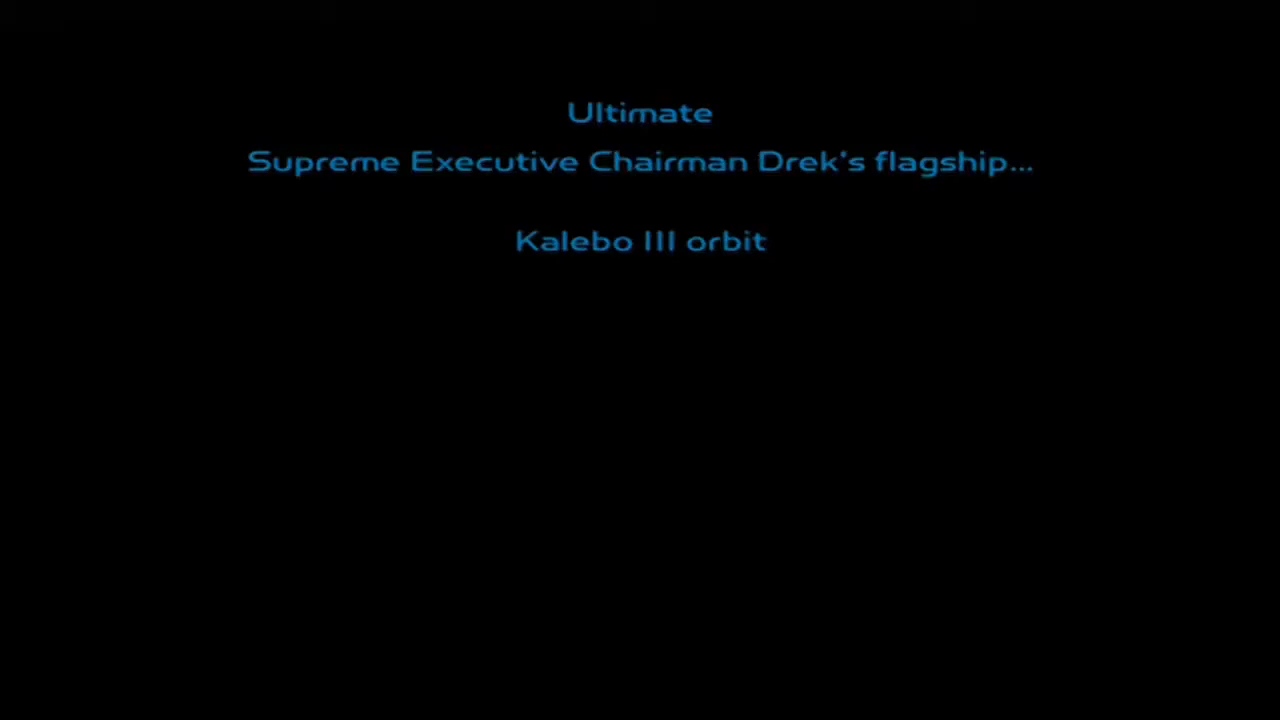 Ultimate
Supreme Executive Chairman Drek's flagship...
Kalebo III orbit